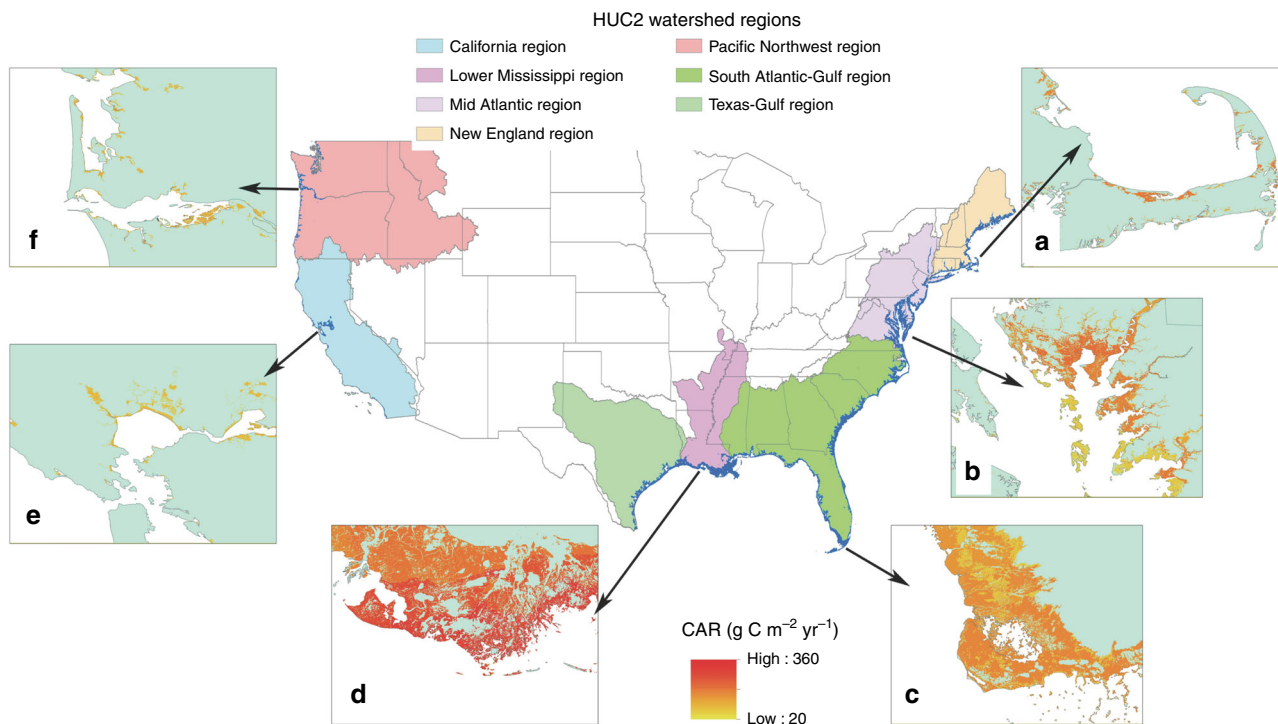 HUC2 watershed regions
California region
Pacific Northwest region
Lower Mississippi region
South Atlantic-Gulf region
Mid Atlantic region
Texas-Gulf region
New England region
f
a
b
e
d
CAR (g C m⁻² yr⁻¹)
High : 360
Low : 20
c